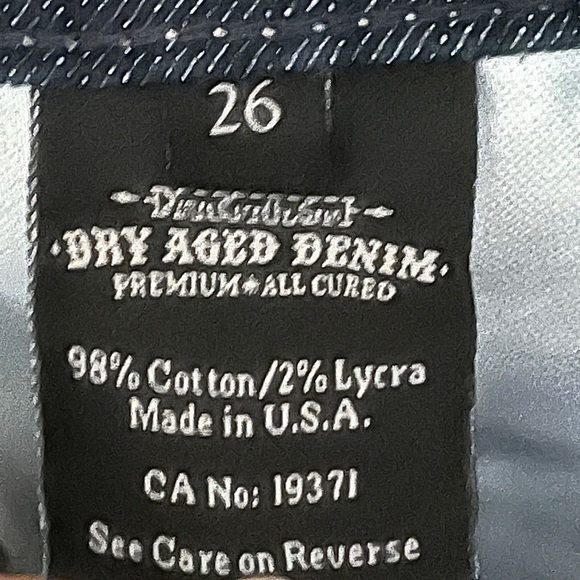 26
DRY AGED DENIM
PREMIUM★ALL CURED
98% Cotton/2% Lycra
Made in U.S.A.
CA No: 19371
See Care on Reverse